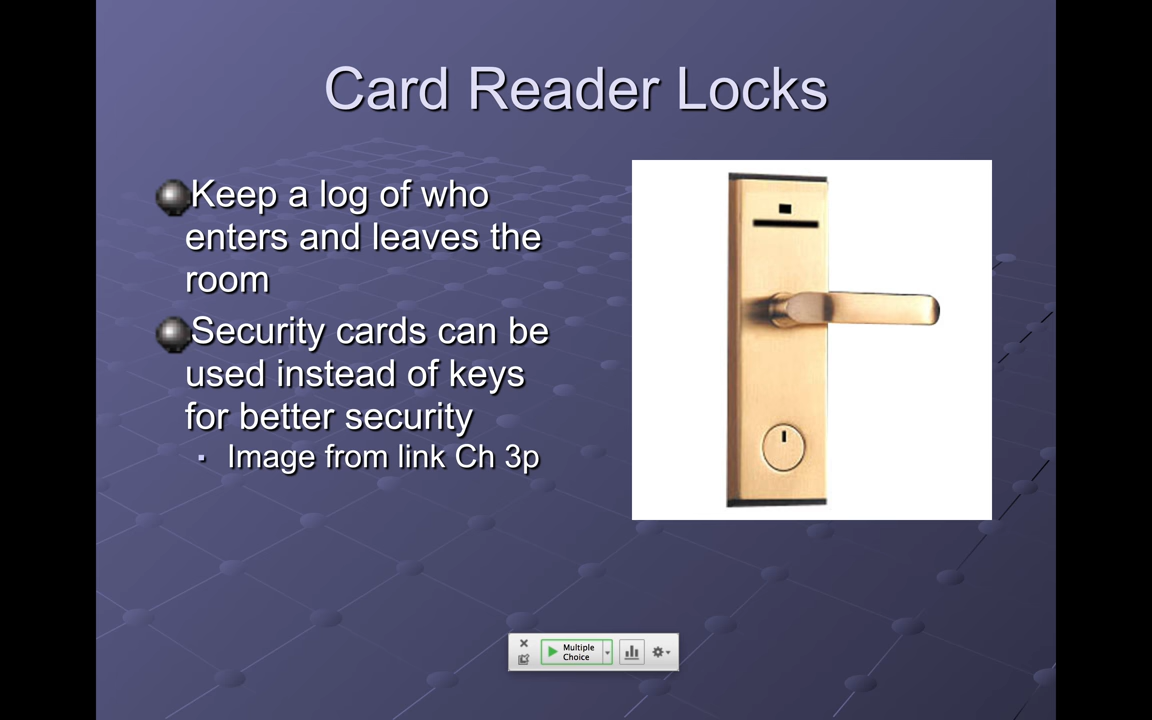 Card Reader Locks
Keep a log of who
enters and leaves the
room
Security cards can be
used instead of keys
for better security
Image from link Ch 3p
Multiple
Choice